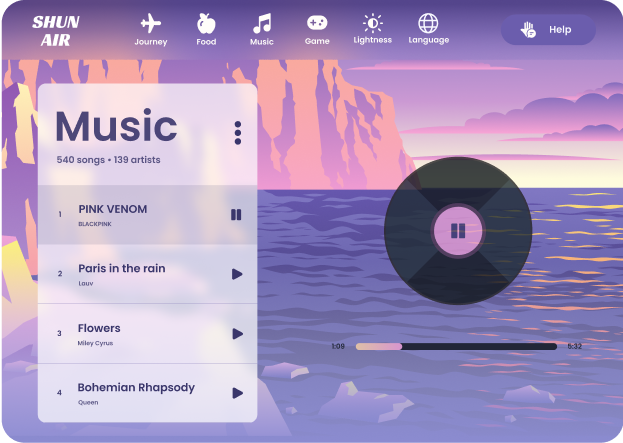 SHUN
AIR
Journey
Food
Music
Game
Lightness
Language
Help
Music
540 songs • 139 artists
1
PINK VENOM
BLACKPINK
2
Paris in the rain
Lauv
3
Flowers
Miley Cyrus
4
Bohemian Rhapsody
Queen
1:09
5:32